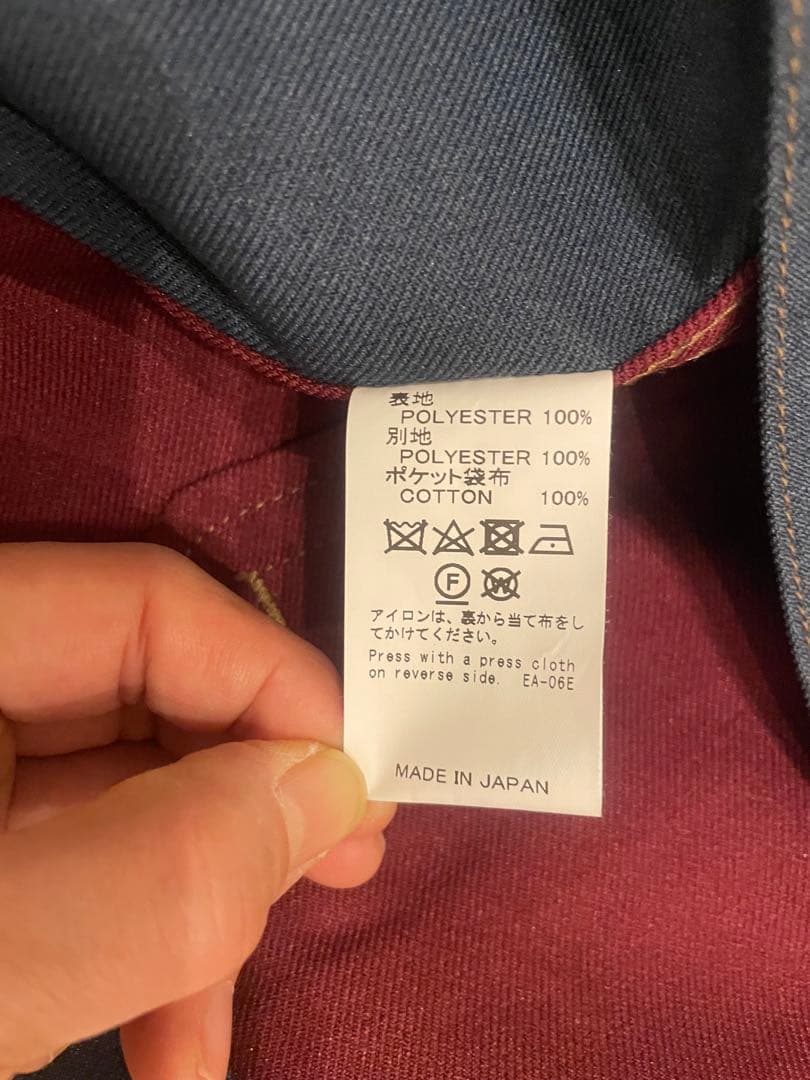 表地
POLYESTER 100%
別地
POLYESTER 100%
ポケット袋布
COTTON 100%
F W
アイロンは、裏から当て布をし
てかけてください。
Press with a press cloth
on reverse side. EA-06E
MADE IN JAPAN